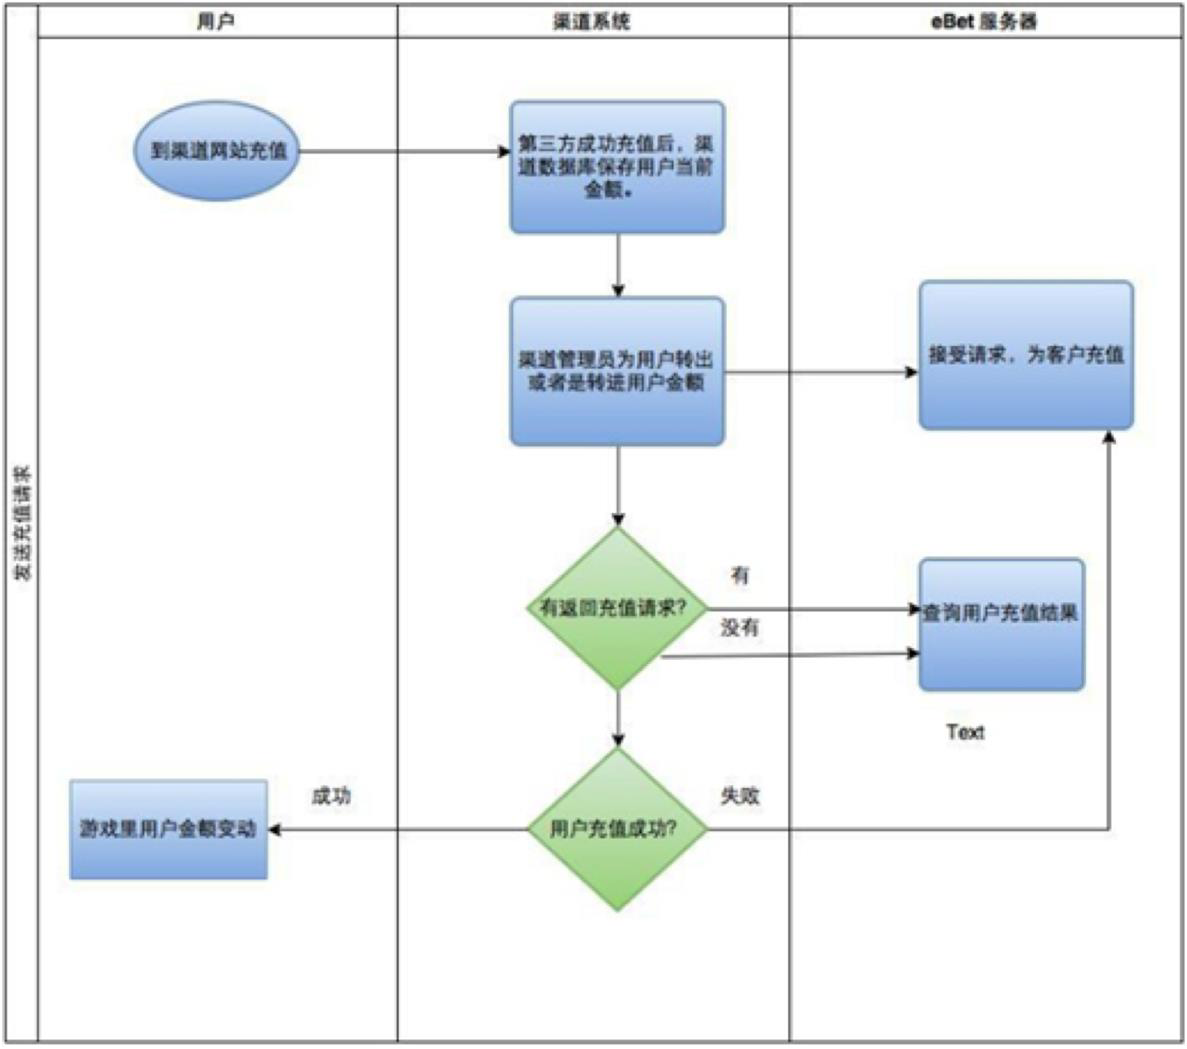 用户
渠道系统
eBet 服务器
发送充值请求
到渠道网站充值
第三方成功充值后，渠
道数据库保存用户当前
金额。
渠道管理员为用户转出
或者是转进用户金额
接受请求，为客户充值
有返回充值请求？
有
没有
查询用户充值结果
Text
用户充值成功？
成功
失败
游戏里用户金额变动